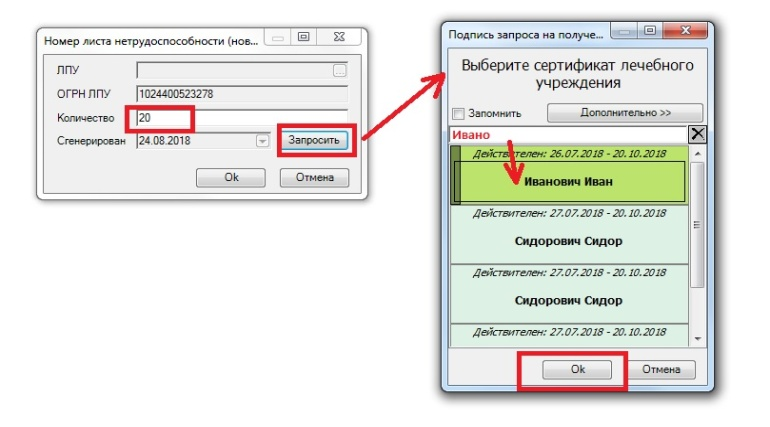 Номер листа нетрудоспособности (нов...
ЛПУ
ОГРН ЛПУ 1024400523278
Количество 20
Сгенерирован 24.08.2018 Запросить
Ok Отмена
Подпись запроса на получе...
Выберите сертификат лечебного
учреждения
Запомнить Дополнительно >>
Ивано
Действителен: 26.07.2018 - 20.10.2018
Иванович Иван
Действителен: 27.07.2018 - 20.10.2018
Сидорович Сидор
Действителен: 27.07.2018 - 20.10.2018
Сидорович Сидор
Действителен: 27.07.2018 - 20.10.2018
Ok Отмена